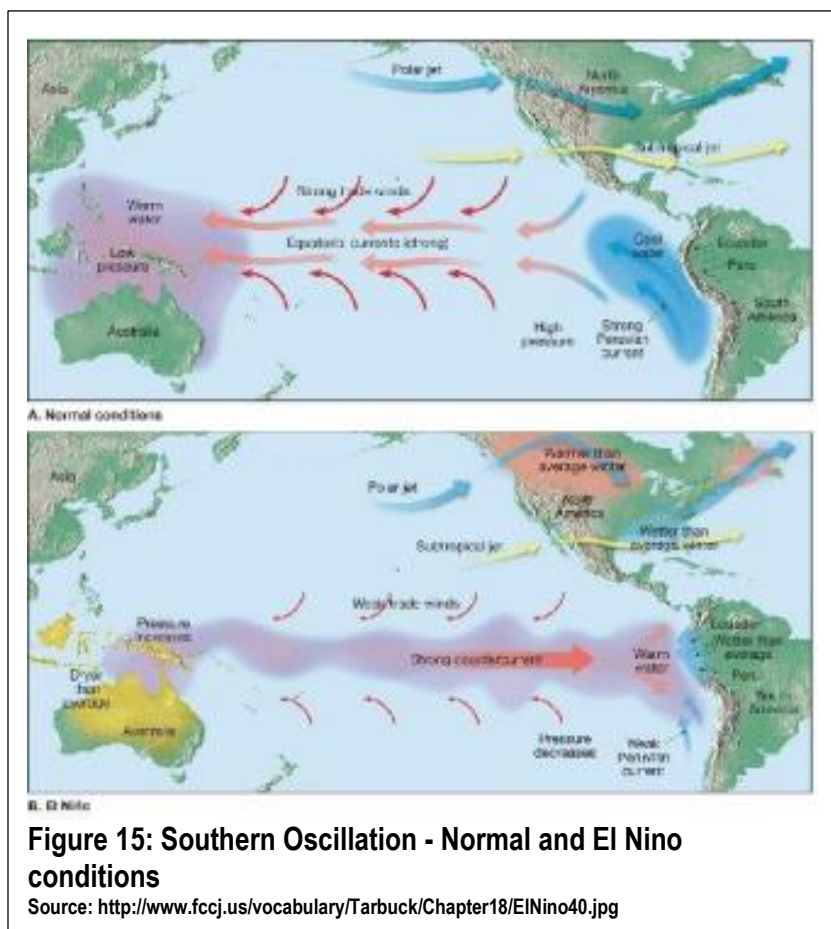 Asia
Polar jet
North
America
Subtropical jet
Strong trade winds
Warm
water
Equatorial currents (strong)
Low
pressure
Cool
water
Ecuador
Peru
South
America
Australia
High
pressure
Strong
Peruvian
current
A. Normal conditions
Warmer than
average winter
Asia
Polar jet
North
America
Subtropical jet
Wetter than
average winter
Weak trade winds
Pressure
increases
Ecuador
Wetter than
average
Strong countercurrent
Warm
water
Peru
Dryer
than
average
South
America
Australia
Pressure
decreases
Weak
Peruvian
current
B. El Niño
Figure 15: Southern Oscillation - Normal and El Nino
conditions
Source: http://www.fccj.us/vocabulary/Tarbuck/Chapter18/ElNino40.jpg